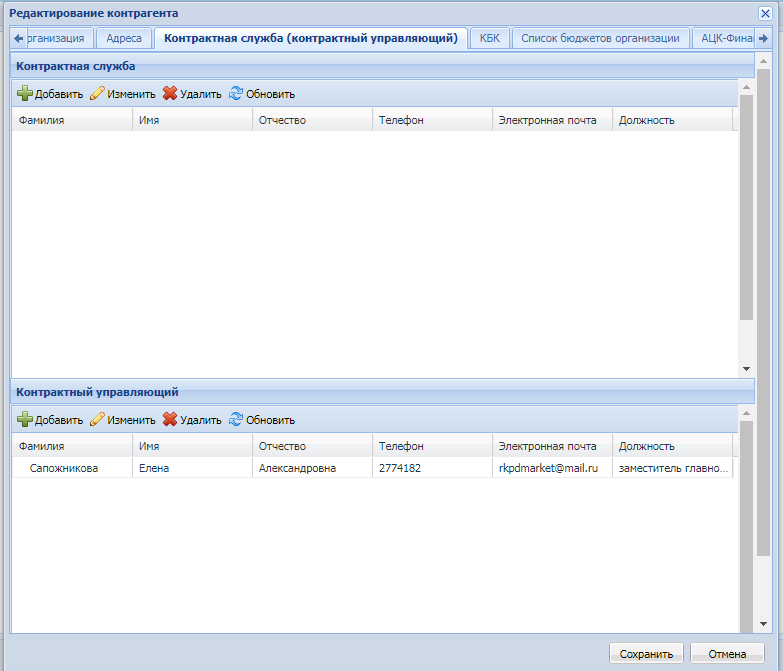 Редактирование контрагента
рганизация Адреса Контрактная служба (контрактный управляющий) КБК Список бюджетов организации АЦК-Фина
Контрактная служба
Добавить Изменить Удалить Обновить
Фамилия Имя Отчество Телефон Электронная почта Должность
Контрактный управляющий
Добавить Изменить Удалить Обновить
Фамилия Имя Отчество Телефон Электронная почта Должность
Сапожникова Елена Александровна 2774182 rkpdmarket@mail.ru заместитель главно...
Сохранить Отмена